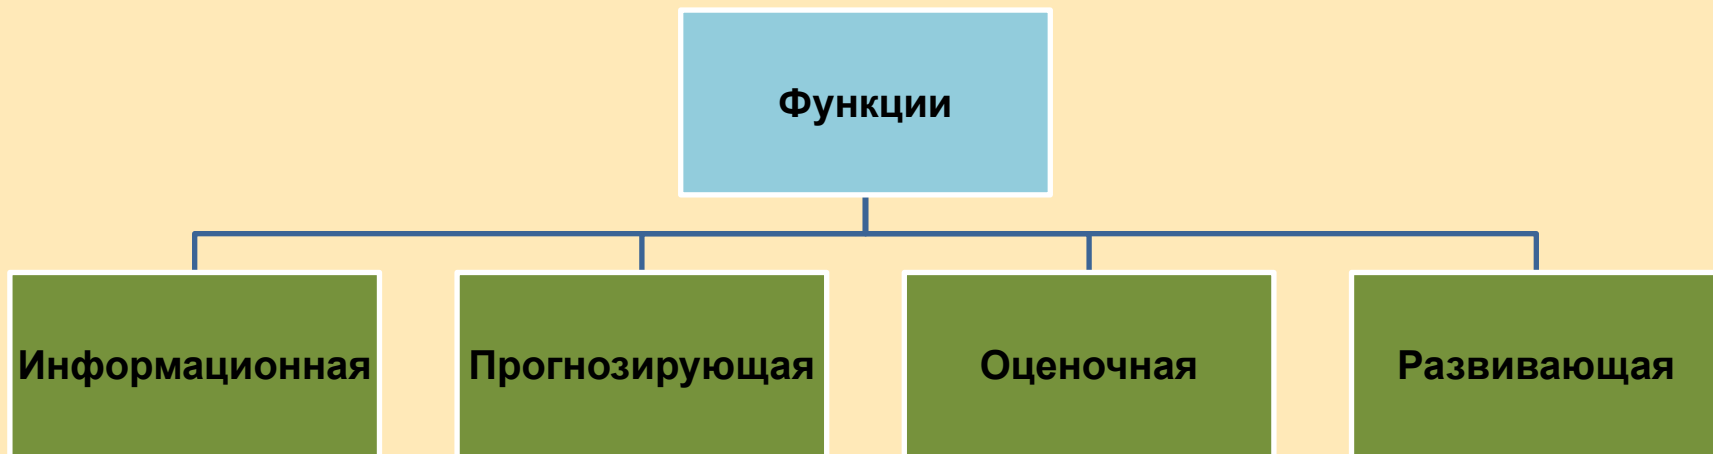 Функции
Информационная
Прогнозирующая
Оценочная
Развивающая